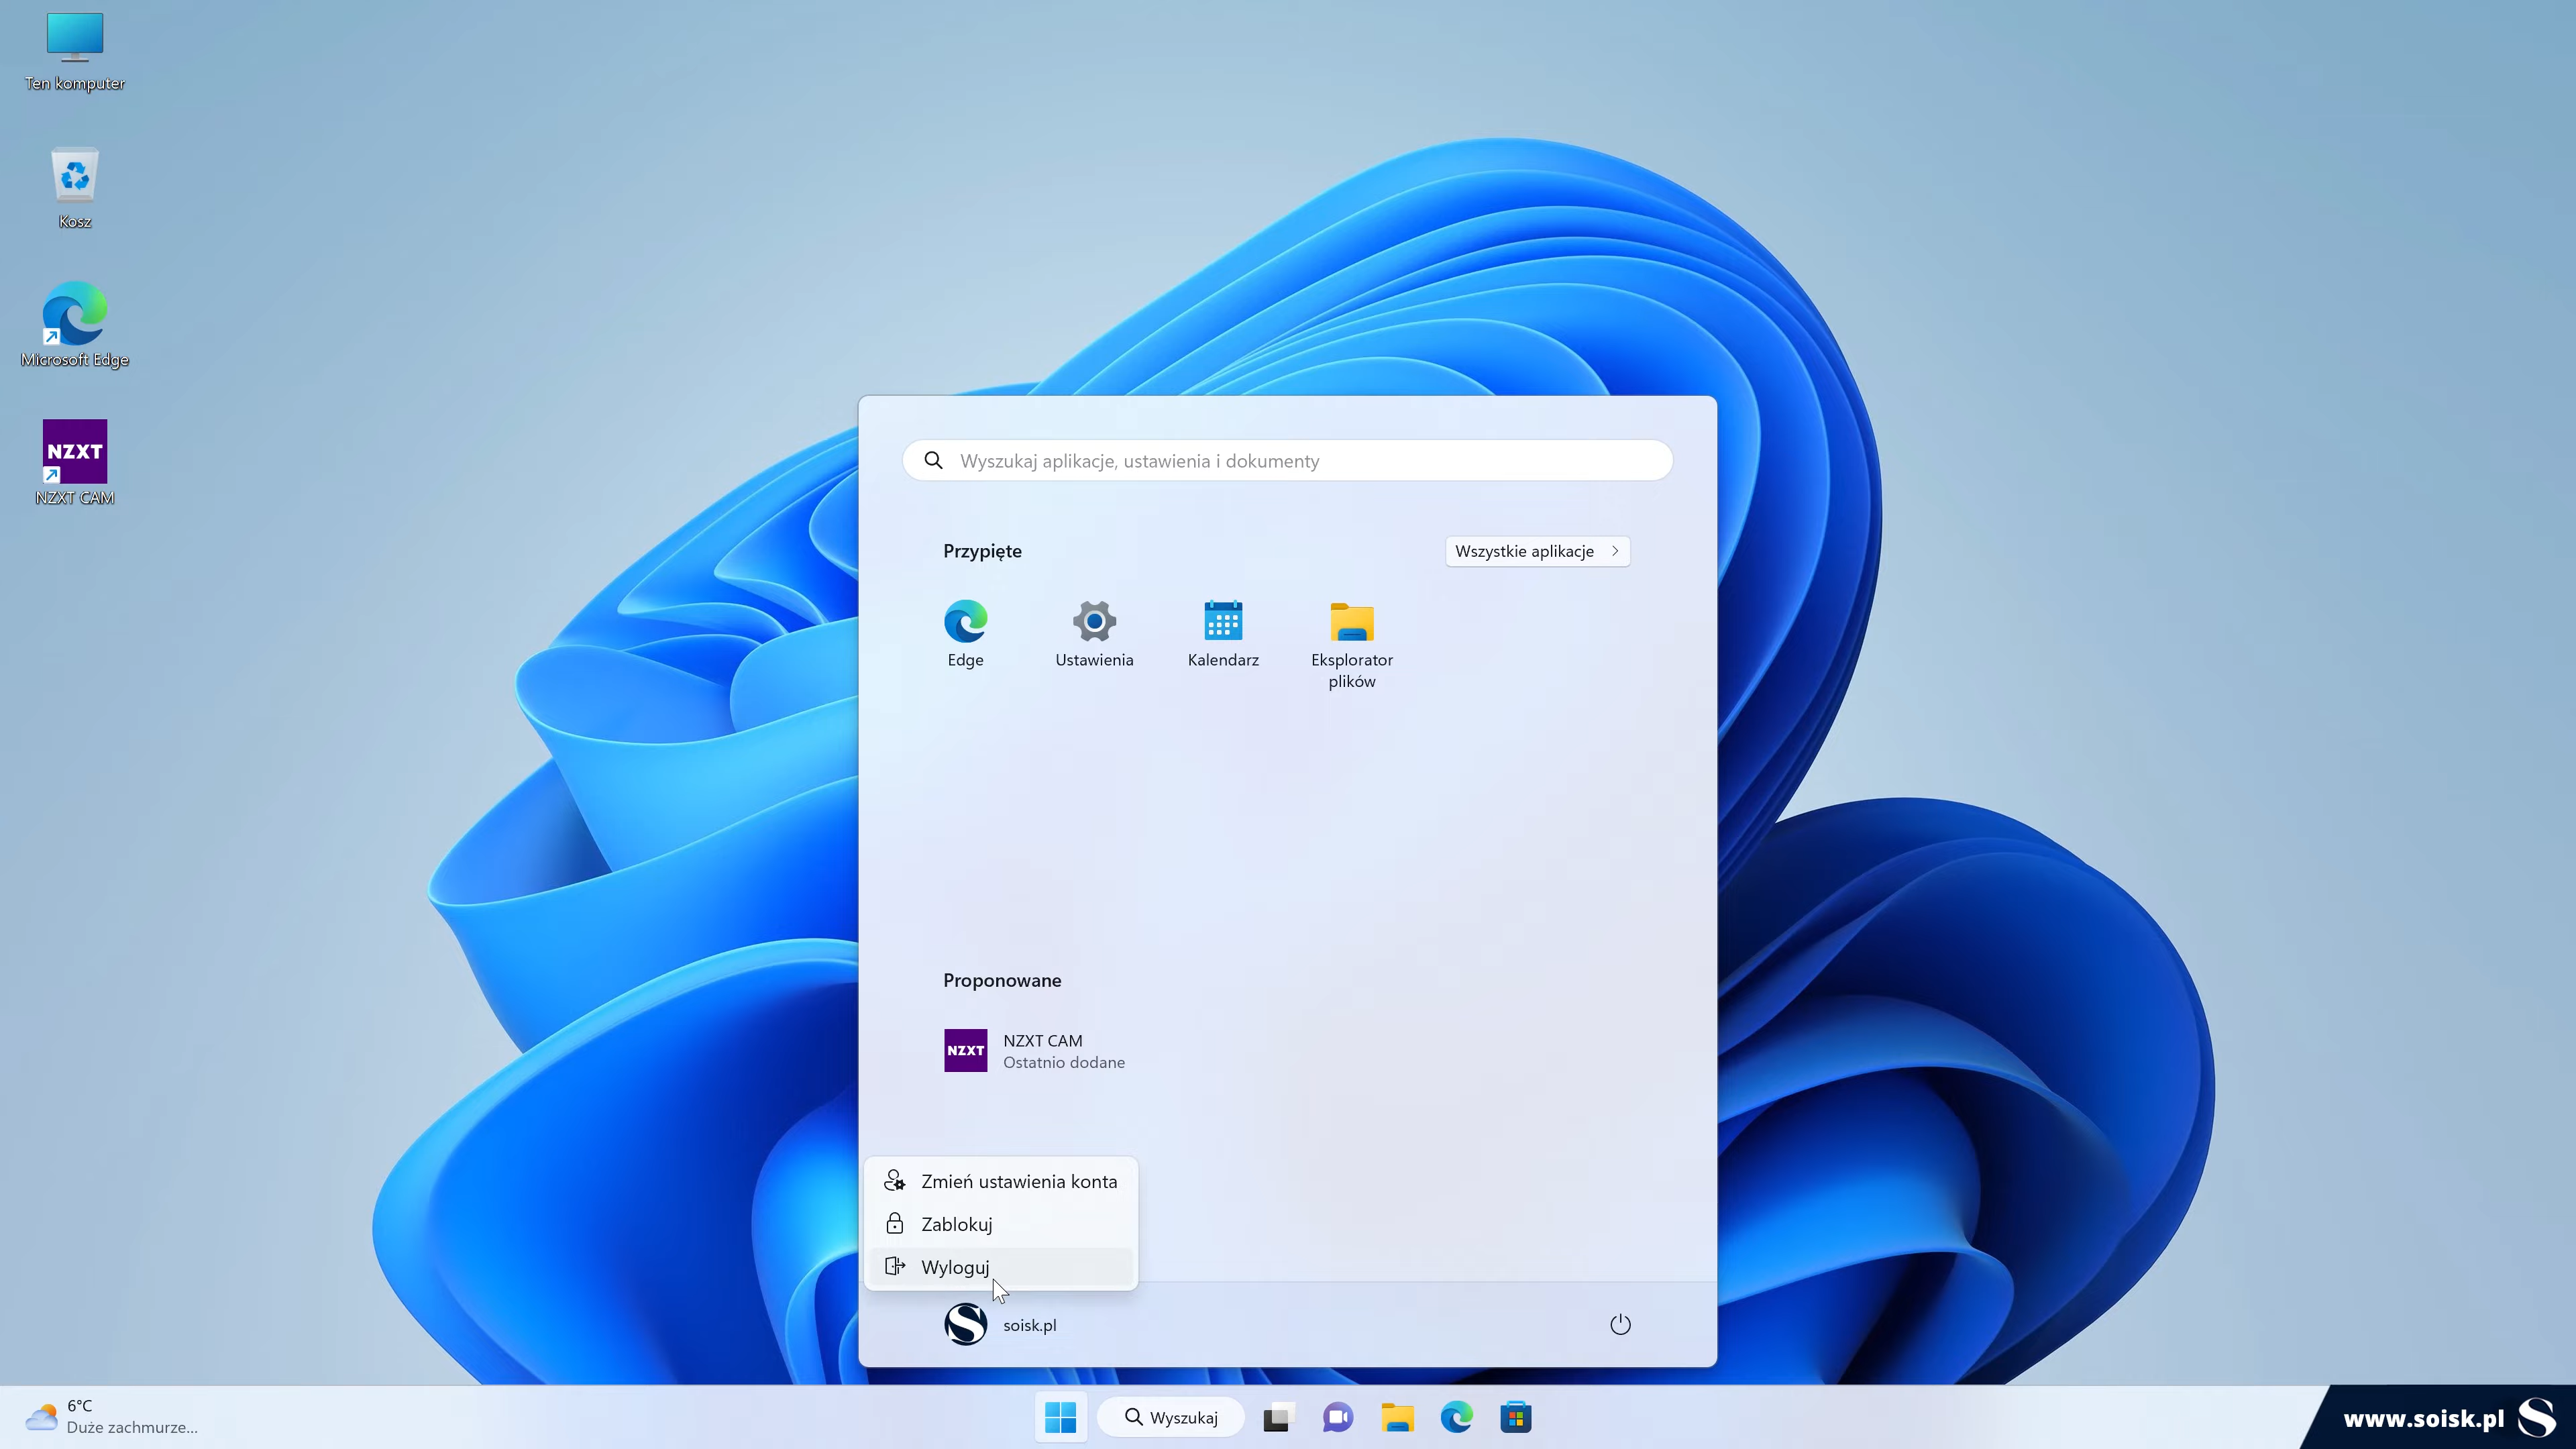 Ten komputer
Kosz
Microsoft Edge
NZXT
NZXT CAM
Wyszukaj aplikacje, ustawienia i dokumenty
Przypięte
Wszystkie aplikacje
Edge
Ustawienia
Kalendarz
Eksplorator
plików
Proponowane
NZXT
NZXT CAM
Ostatnio dodane
Zmień ustawienia konta
Zablokuj
Wyloguj
soisk.pl
6°C
Duże zachmurze...
Wyszukaj
www.soisk.pl